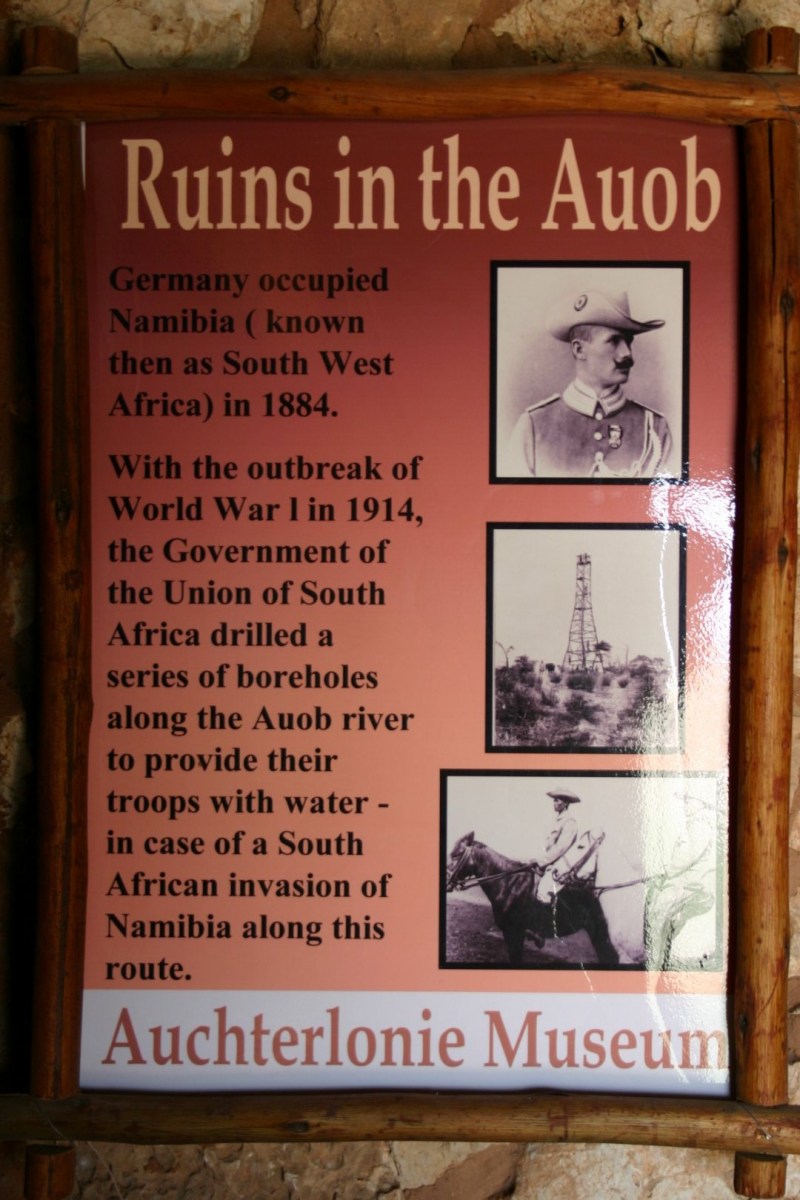 Ruins in the Auob
Germany occupied
Namibia ( known
then as South West
Africa) in 1884.
With the outbreak of
World War l in 1914,
the Government of
the Union of South
Africa drilled a
series of boreholes
along the Auob river
to provide their
troops with water -
in case of a South
African invasion of
Namibia along this
route.
Auchterlonie Museum